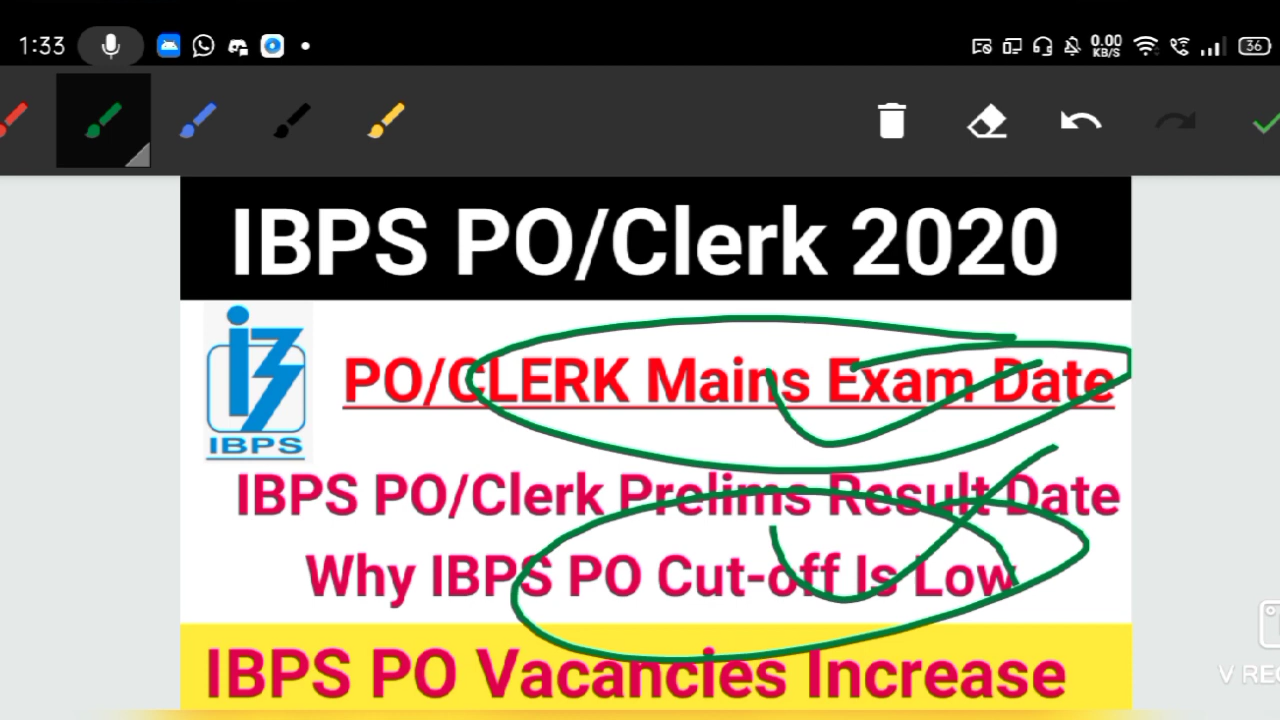 1:33
0.00
KB/S
36
IBPS PO/Clerk 2020
PO/CLERK Mains Exam Date
IBPS
IBPS PO/Clerk Prelims Result Date
Why IBPS PO Cut-off Is Low
IBPS PO Vacancies Increase
V REC